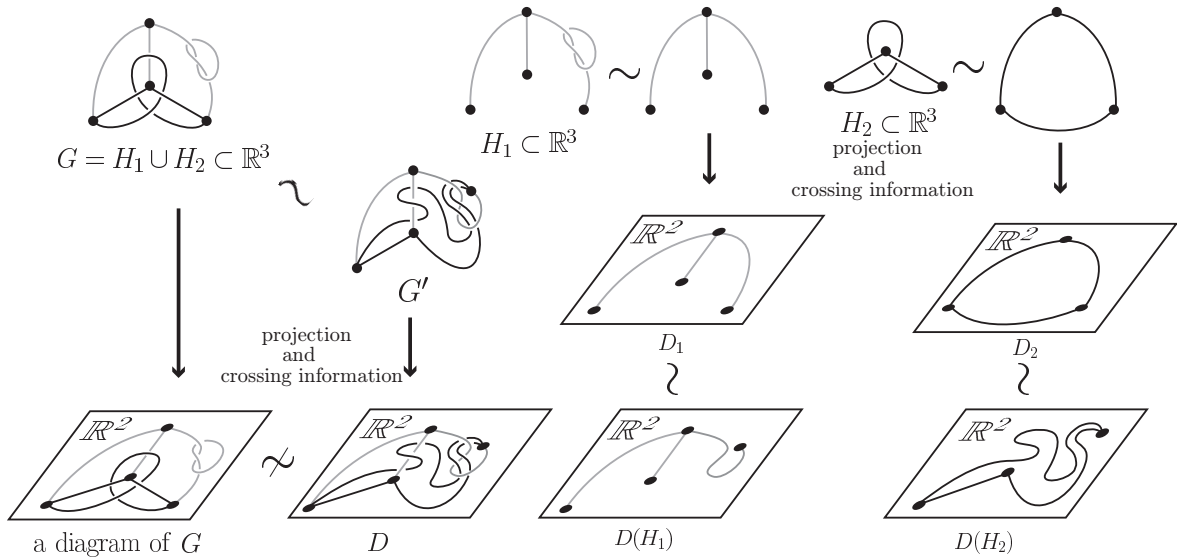 G = H₁ ∪ H₂ ⊂ ℝ³
∼
G′
H₁ ⊂ ℝ³
∼
H₂ ⊂ ℝ³
∼
projection
and
crossing information
projection
and
crossing information
ℝ²
D₁
∼
ℝ²
D₂
∼
ℝ²
a diagram of G
≁
ℝ²
D
ℝ²
D(H₁)
ℝ²
D(H₂)